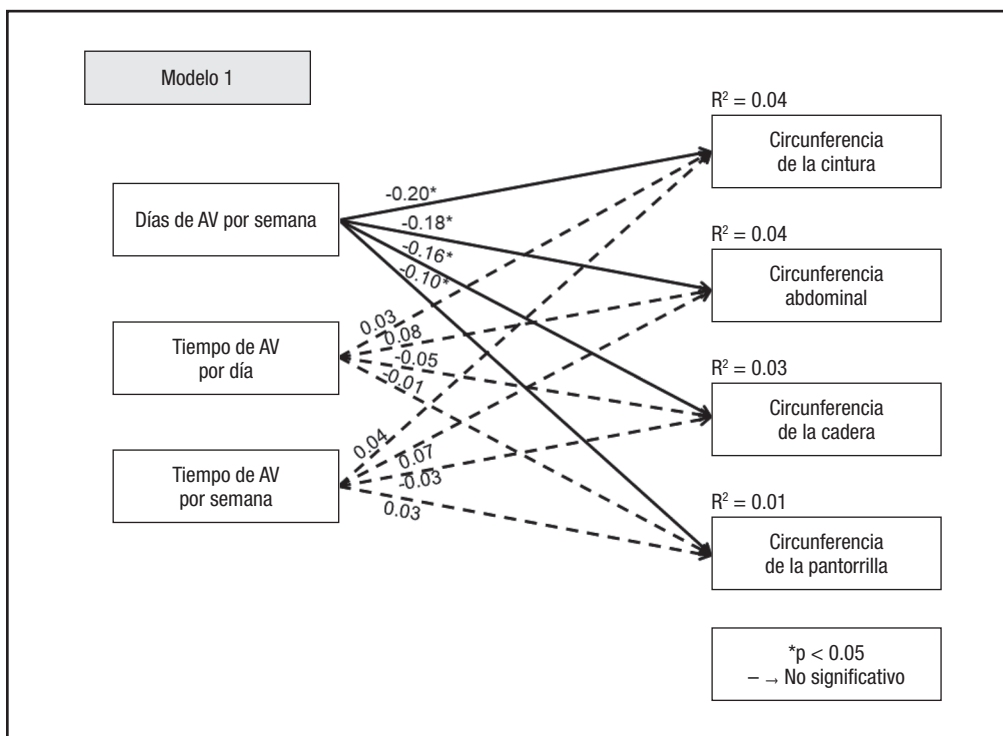 Modelo 1
R² = 0.04
Circunferencia
de la cintura
Días de AV por semana
-0.20*
-0.18*
-0.16*
-0.10*
R² = 0.04
Circunferencia
abdominal
Tiempo de AV
por día
0.03
0.08
-0.05
-0.01
R² = 0.03
Circunferencia
de la cadera
Tiempo de AV
por semana
0.04
0.07
-0.03
0.03
R² = 0.01
Circunferencia
de la pantorrilla
*p < 0.05
– → No significativo